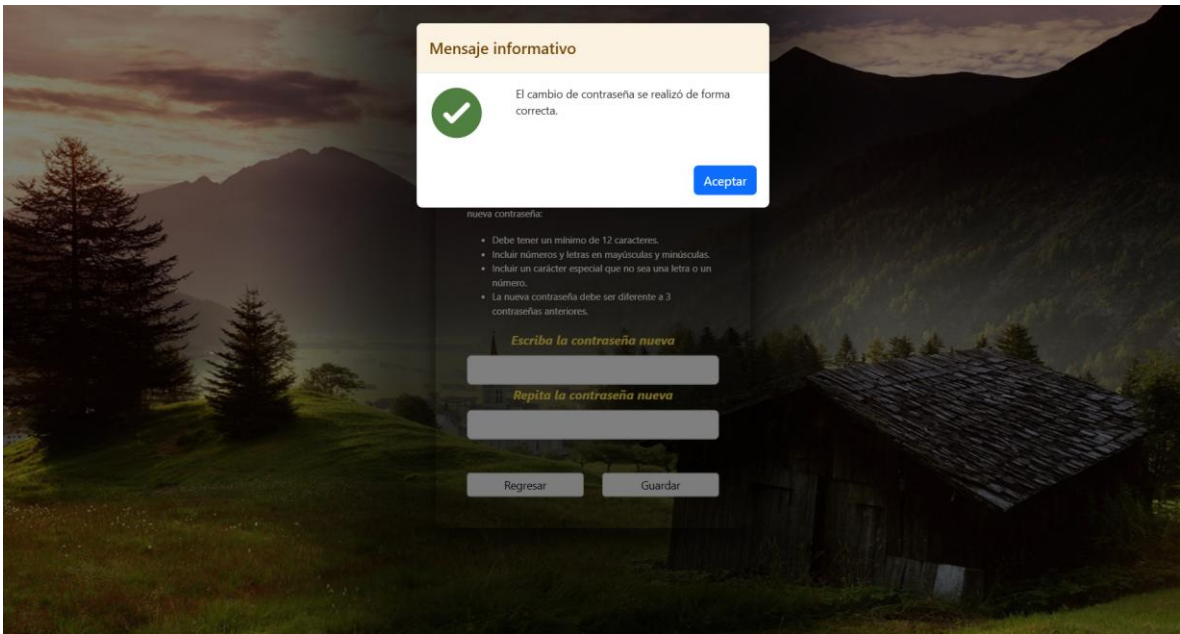 Mensaje informativo
El cambio de contraseña se realizó de forma
correcta.
Aceptar
nueva contraseña:
Debe tener un mínimo de 12 caracteres.
Incluir números y letras en mayúsculas y minúsculas.
Incluir un carácter especial que no sea una letra o un
número.
La nueva contraseña debe ser diferente a 3
contraseñas anteriores.
Escriba la contraseña nueva
Repita la contraseña nueva
Regresar
Guardar